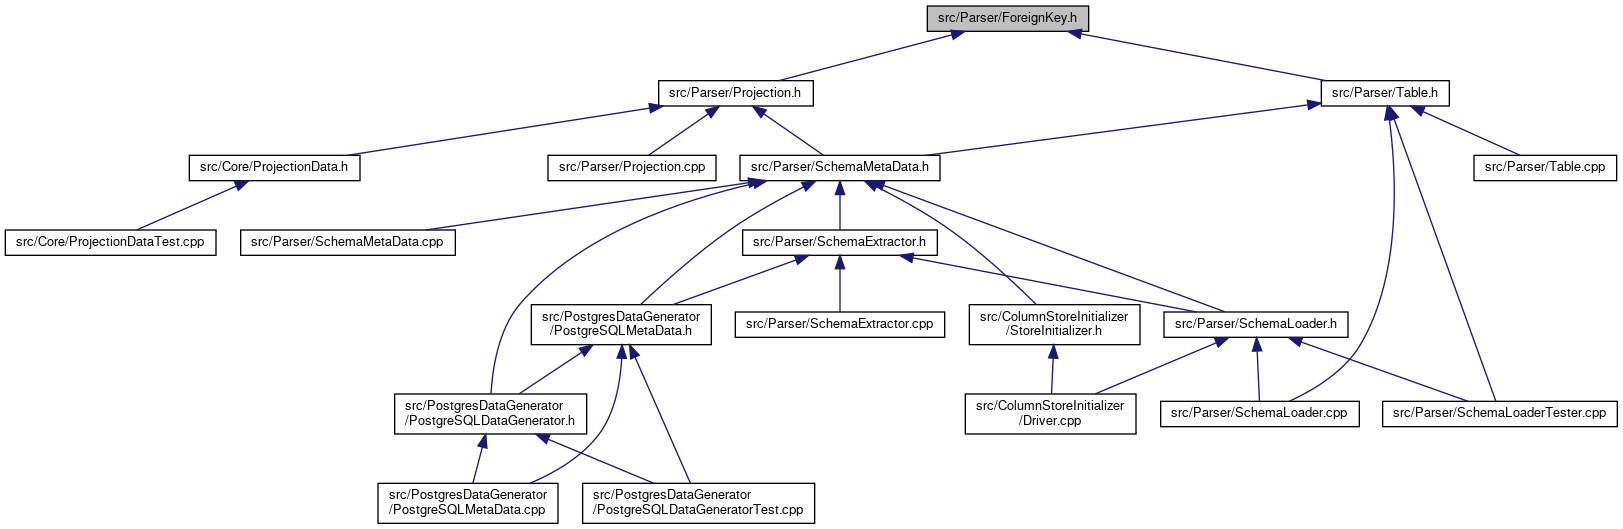 src/Parser/ForeignKey.h
src/Parser/Projection.h
src/Parser/Table.h
src/Core/ProjectionData.h
src/Parser/Projection.cpp
src/Parser/SchemaMetaData.h
src/Parser/Table.cpp
src/Core/ProjectionDataTest.cpp
src/Parser/SchemaMetaData.cpp
src/Parser/SchemaExtractor.h
src/PostgresDataGenerator
/PostgreSQLMetaData.h
src/Parser/SchemaExtractor.cpp
src/ColumnStoreInitializer
/StoreInitializer.h
src/Parser/SchemaLoader.h
src/PostgresDataGenerator
/PostgreSQLDataGenerator.h
src/ColumnStoreInitializer
/Driver.cpp
src/Parser/SchemaLoader.cpp
src/Parser/SchemaLoaderTester.cpp
src/PostgresDataGenerator
/PostgreSQLMetaData.cpp
src/PostgresDataGenerator
/PostgreSQLDataGeneratorTest.cpp